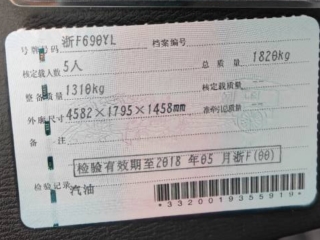 号牌号码 浙F690YL 档案编号
核定载人数 5人 总质量 1820kg
整备质量 1310kg 核定载质量
外廓尺寸 4582×1795×1458mm 准牵引总质量
备注
检验有效期至2018年05月浙F(00)
检验记录
汽油
*3320019355919*